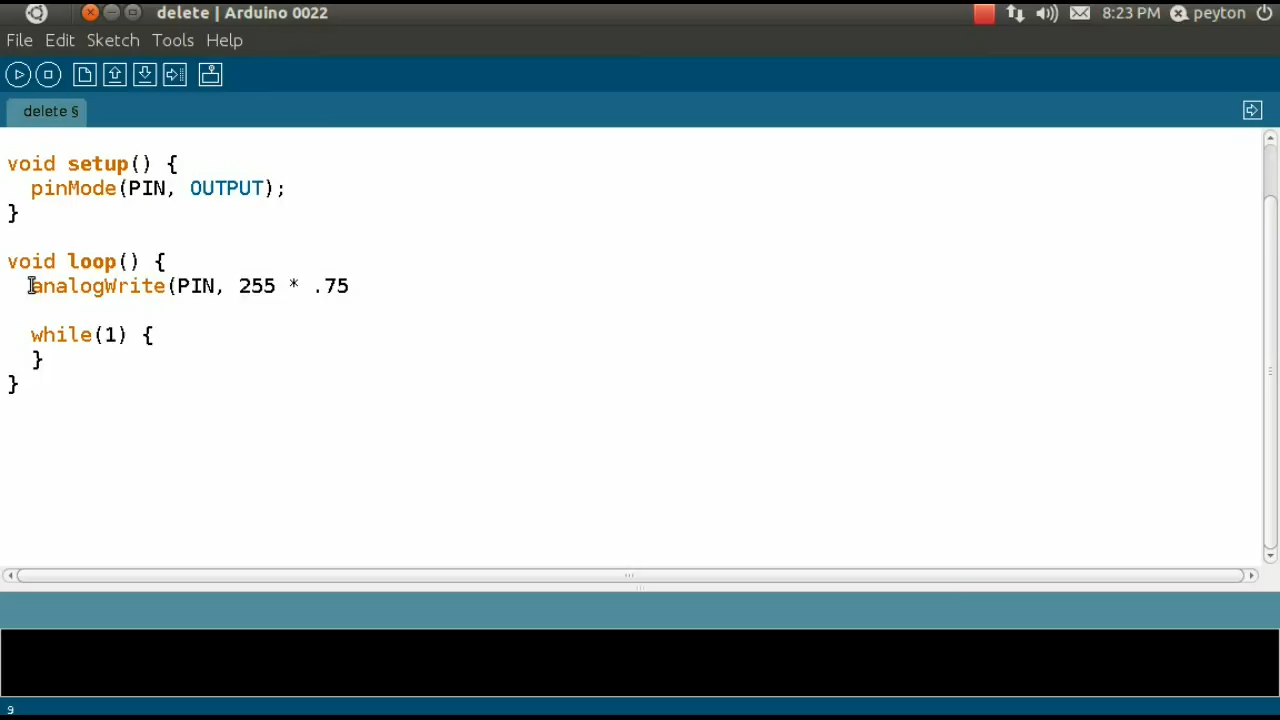 delete | Arduino 0022
8:23 PM peyton
File Edit Sketch Tools Help
delete §
void setup() {
  pinMode(PIN, OUTPUT);
}
void loop() {
  analogWrite(PIN, 255 * .75
  while(1) {
  }
}
9